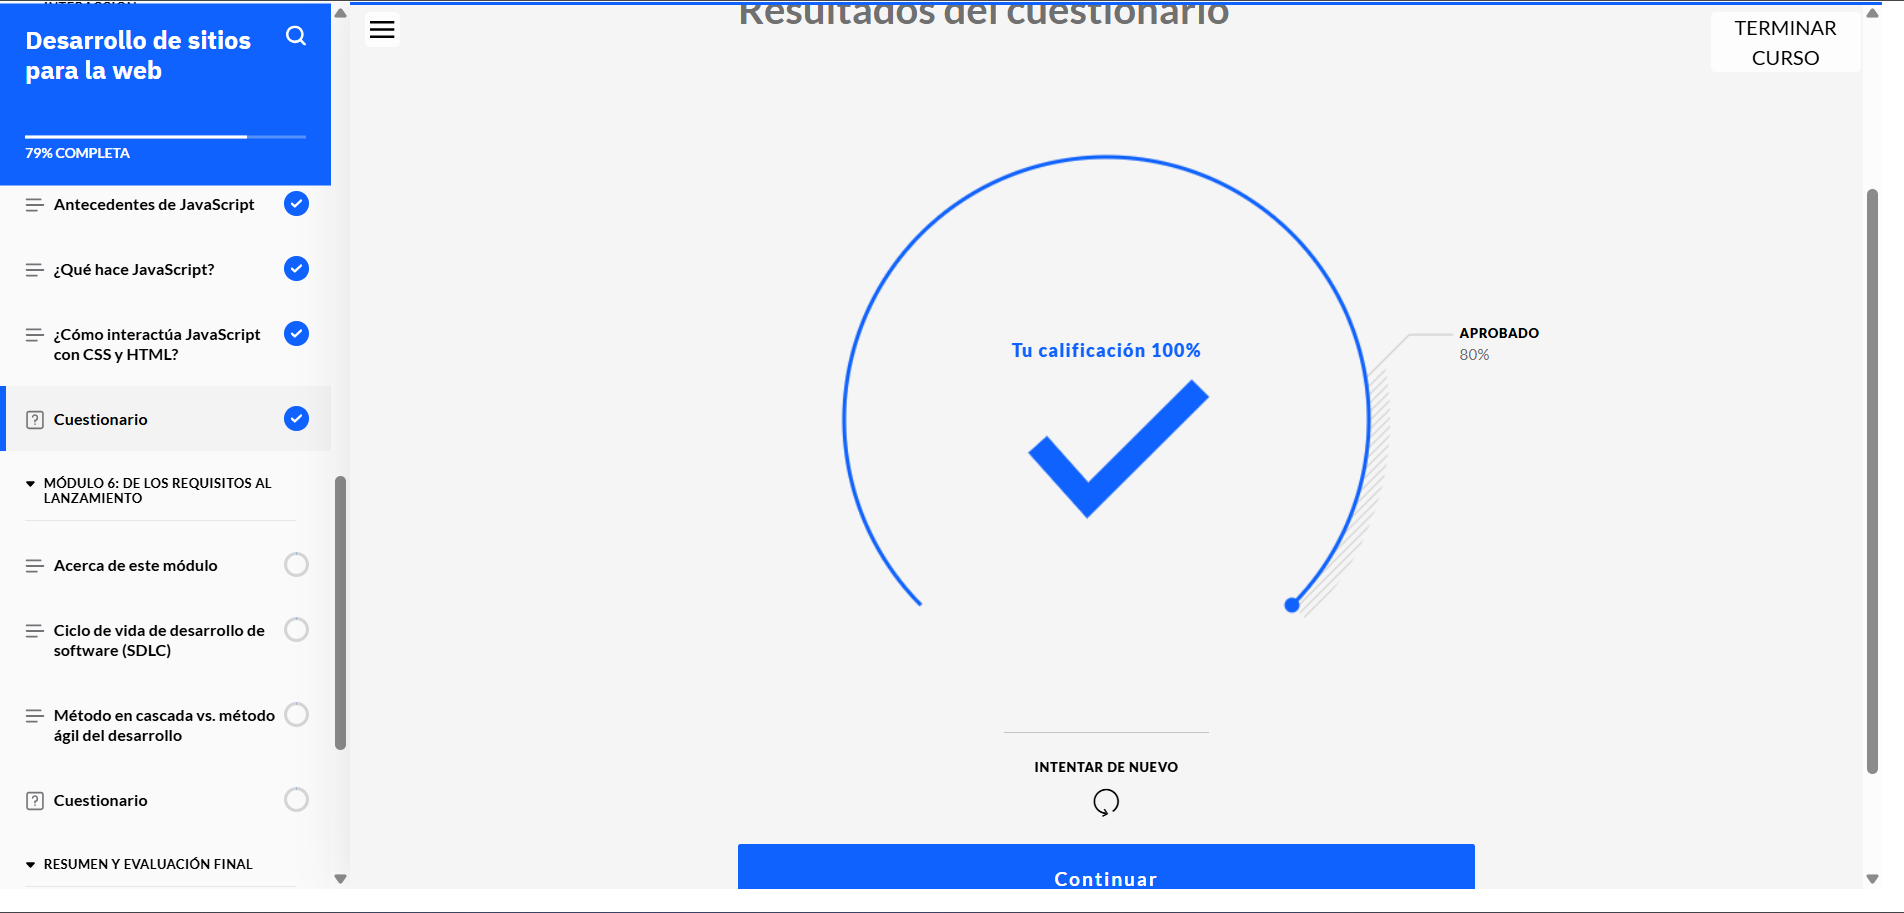 INTERACCIÓN
Desarrollo de sitios
para la web
79% COMPLETA
Antecedentes de JavaScript
¿Qué hace JavaScript?
¿Cómo interactúa JavaScript
con CSS y HTML?
Cuestionario
MÓDULO 6: DE LOS REQUISITOS AL
LANZAMIENTO
Acerca de este módulo
Ciclo de vida de desarrollo de
software (SDLC)
Método en cascada vs. método
ágil del desarrollo
Cuestionario
RESUMEN Y EVALUACIÓN FINAL
Resultados del cuestionario
TERMINAR
CURSO
Tu calificación 100%
APROBADO
80%
INTENTAR DE NUEVO
Continuar